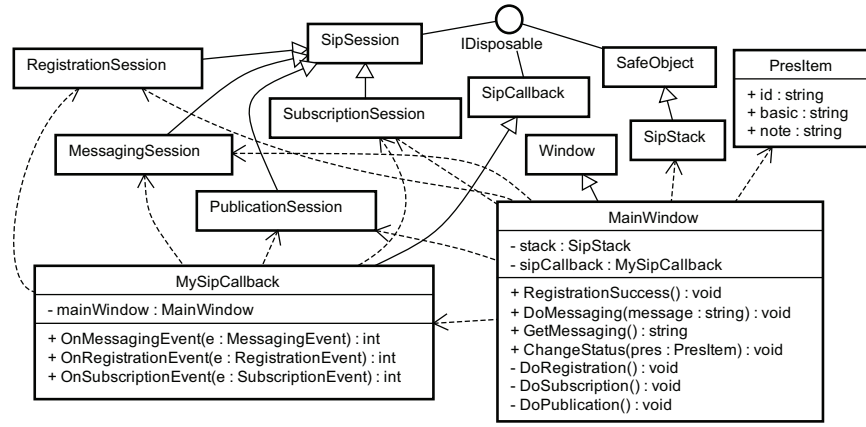 SipSession
IDisposable
RegistrationSession
SafeObject
PresItem
+ id : string
+ basic : string
+ note : string
SipCallback
SubscriptionSession
SipStack
MessagingSession
Window
PublicationSession
MainWindow
- stack : SipStack
- sipCallback : MySipCallback
+ RegistrationSuccess() : void
+ DoMessaging(message : string) : void
+ GetMessaging() : string
+ ChangeStatus(pres : PresItem) : void
- DoRegistration() : void
- DoSubscription() : void
- DoPublication() : void
MySipCallback
- mainWindow : MainWindow
+ OnMessagingEvent(e : MessagingEvent) : int
+ OnRegistrationEvent(e : RegistrationEvent) : int
+ OnSubscriptionEvent(e : SubscriptionEvent) : int